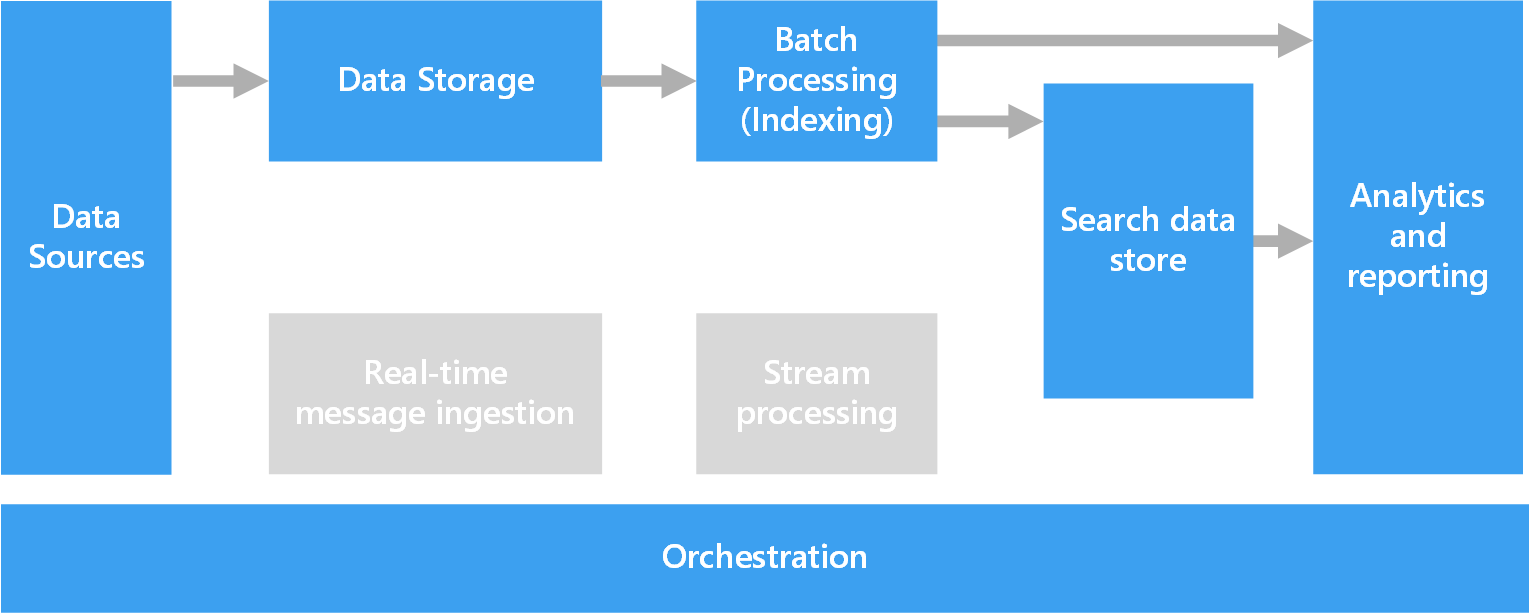 Data
Sources
Data Storage
Batch
Processing
(Indexing)
Search data
store
Analytics
and
reporting
Real-time
message ingestion
Stream
processing
Orchestration